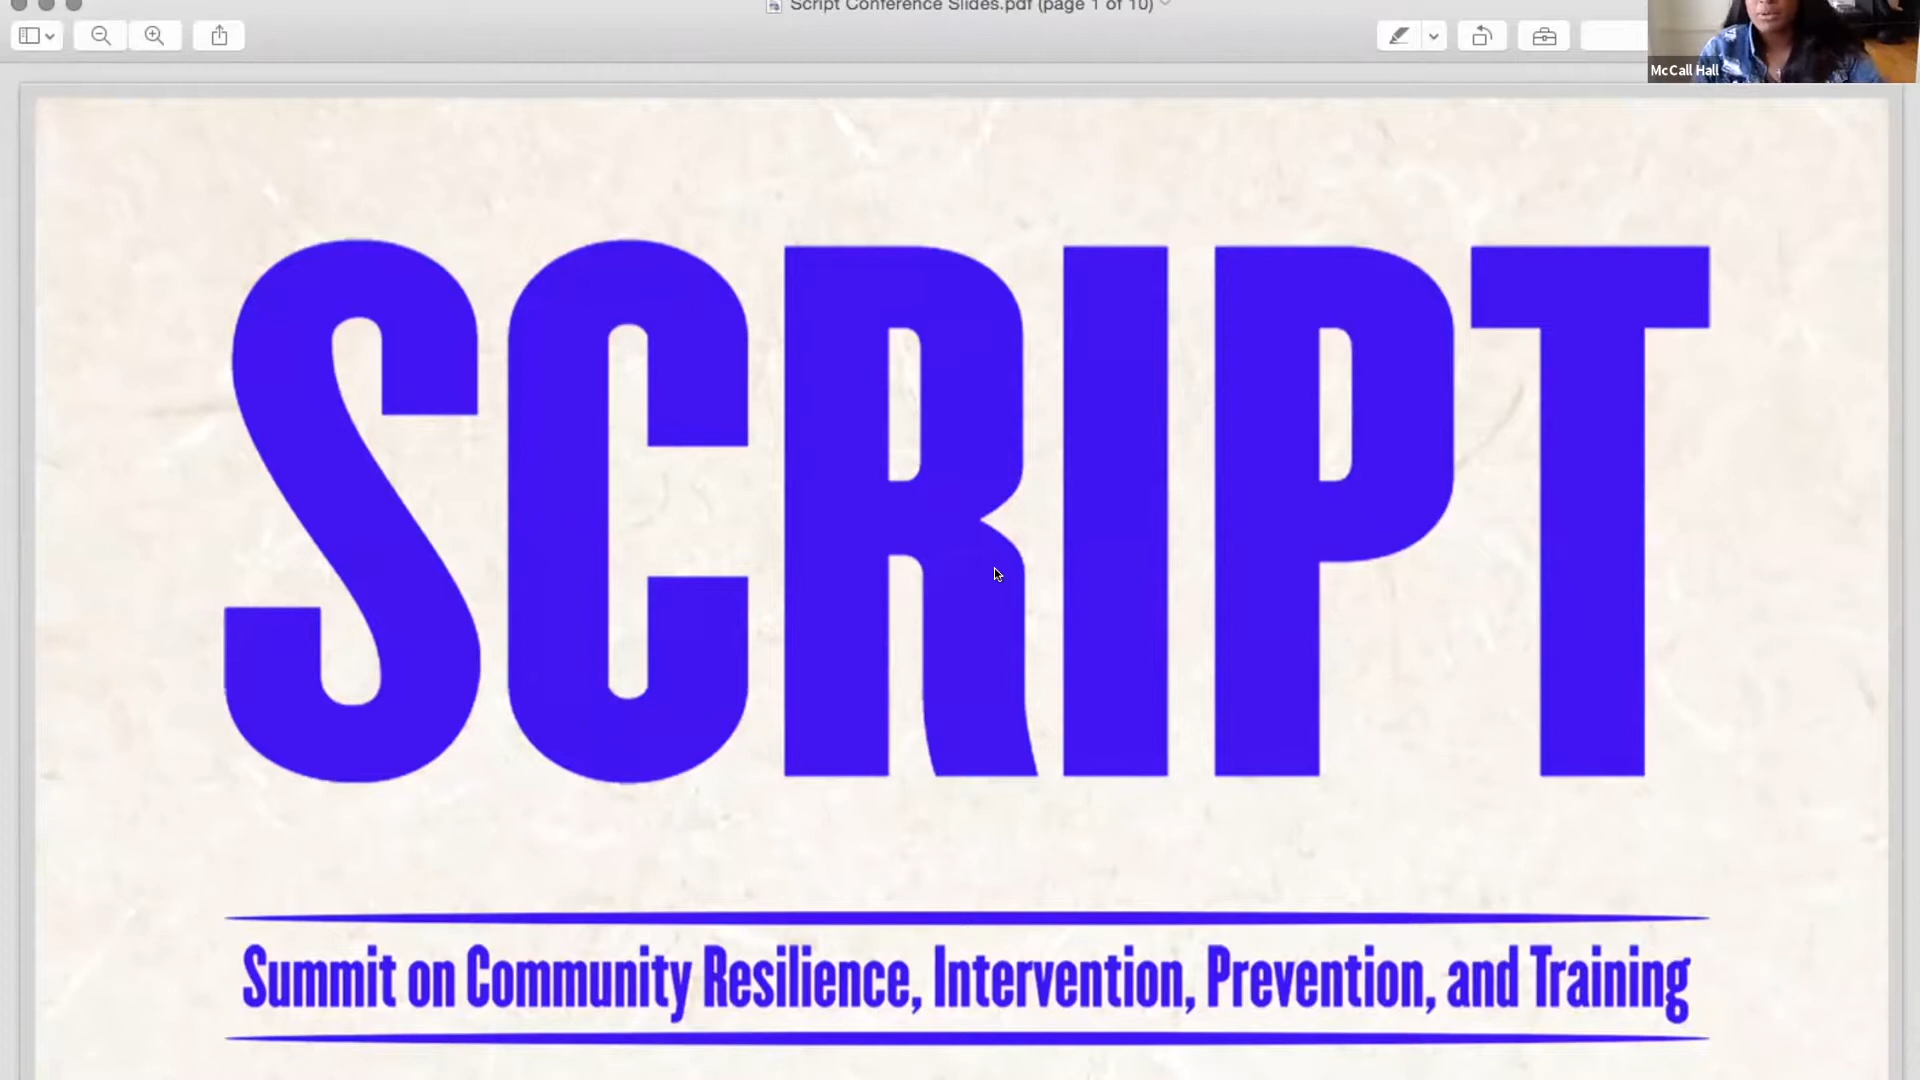 Script Conference Slides.pdf (page 1 of 10)
McCall Hall
SCRIPT
Summit on Community Resilience, Intervention, Prevention, and Training